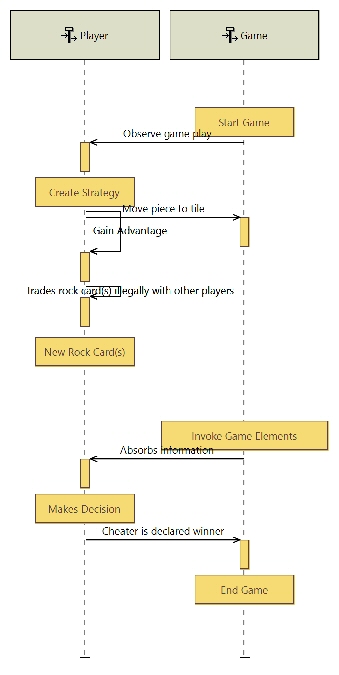 Player
Game
Start Game
Observe game play
Create Strategy
Move piece to tile
Gain Advantage
Trades rock card(s) illegally with other players
New Rock Card(s)
Invoke Game Elements
Absorbs information
Makes Decision
Cheater is declared winner
End Game